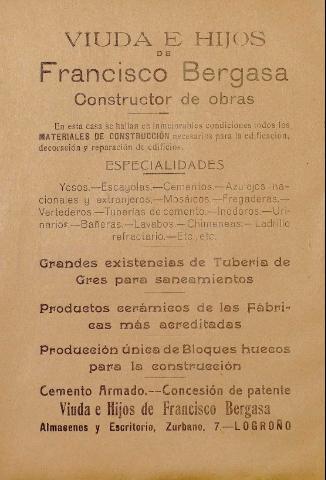 VIUDA E HIJOS
DE
Francisco Bergasa
Constructor de obras
En esta casa se hallan en inmejorables condiciones todos los
MATERIALES DE CONSTRUCCIÓN necesarios para la edificación,
decoración y reparación de edificios.
ESPECIALIDADES
Yesos.—Escayolas.—Cementos.—Azulejos na-
cionales y extranjeros.—Mosáicos.—Fregaderas.—
Vertederos—Tuberías de cemento.—Inodoros.—Uri-
narios.—Bañeras.—Lavabos.—Chimeneas.—Ladrillo
refractario.—Etc., etc.
Grandes existencias de Tubería de
Gres para saneamientos
Productos cerámicos de las Fábri-
cas más acreditadas
Producción única de Bloques huecos
para la construcción
Cemento Armado.--Concesión de patente
Viuda e Hijos de Francisco Bergasa
Almacenes y Escritorio, Zurbano, 7.—LOGROÑO